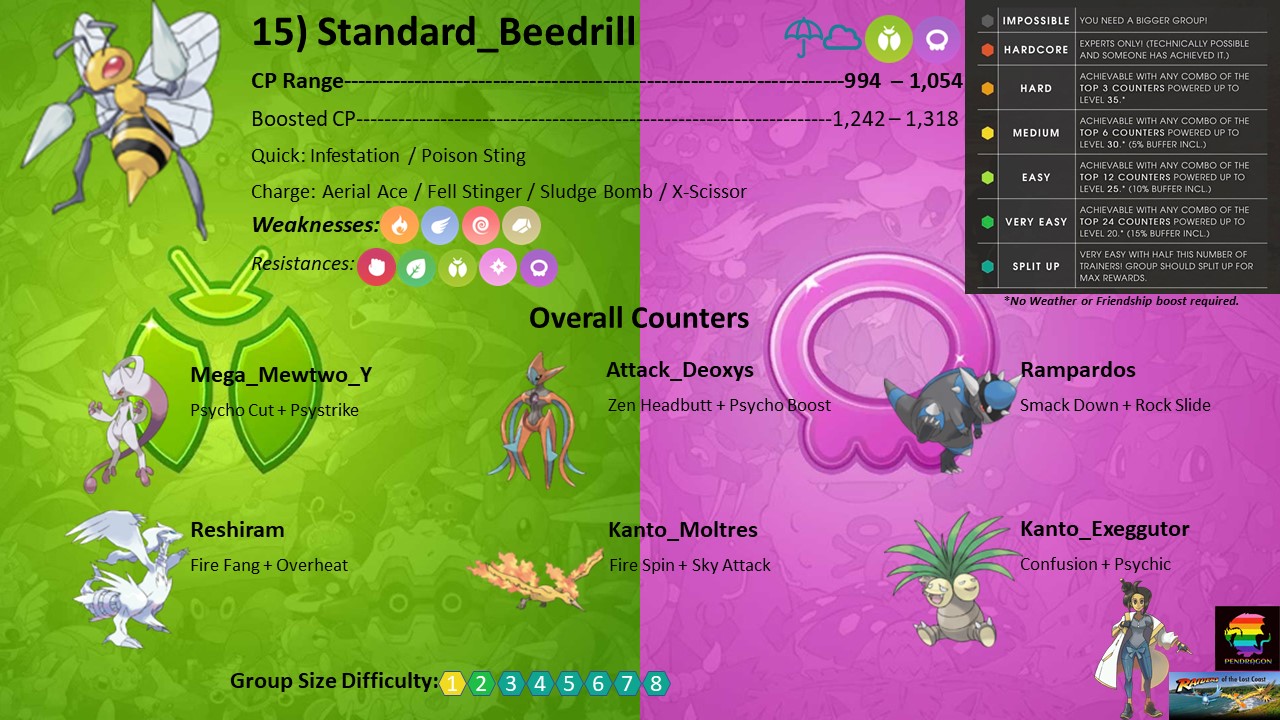 15) Standard_Beedrill
CP Range------------------------------------------------------------------------994 – 1,054
Boosted CP--------------------------------------------------------------------1,242 – 1,318
Quick: Infestation / Poison Sting
Charge: Aerial Ace / Fell Stinger / Sludge Bomb / X-Scissor
Weaknesses:
Resistances:
IMPOSSIBLE YOU NEED A BIGGER GROUP!
HARDCORE EXPERTS ONLY! (TECHNICALLY POSSIBLE
AND SOMEONE HAS ACHIEVED IT.)
HARD ACHIEVABLE WITH ANY COMBO OF THE
TOP 3 COUNTERS POWERED UP TO
LEVEL 35.*
MEDIUM ACHIEVABLE WITH ANY COMBO OF THE
TOP 6 COUNTERS POWERED UP TO
LEVEL 30.* (5% BUFFER INCL.)
EASY ACHIEVABLE WITH ANY COMBO OF THE
TOP 12 COUNTERS POWERED UP TO
LEVEL 25.* (10% BUFFER INCL.)
VERY EASY ACHIEVABLE WITH ANY COMBO OF THE
TOP 24 COUNTERS POWERED UP TO
LEVEL 20.* (15% BUFFER INCL.)
SPLIT UP VERY EASY WITH HALF THIS NUMBER OF
TRAINERS! GROUP SHOULD SPLIT UP FOR
MAX REWARDS.
*No Weather or Friendship boost required.
Overall Counters
Mega_Mewtwo_Y
Psycho Cut + Psystrike
Attack_Deoxys
Zen Headbutt + Psycho Boost
Rampardos
Smack Down + Rock Slide
Reshiram
Fire Fang + Overheat
Kanto_Moltres
Fire Spin + Sky Attack
Kanto_Exeggutor
Confusion + Psychic
Group Size Difficulty: 1 2 3 4 5 6 7 8
PENDRAGON
RAIDERS of the Lost Coast